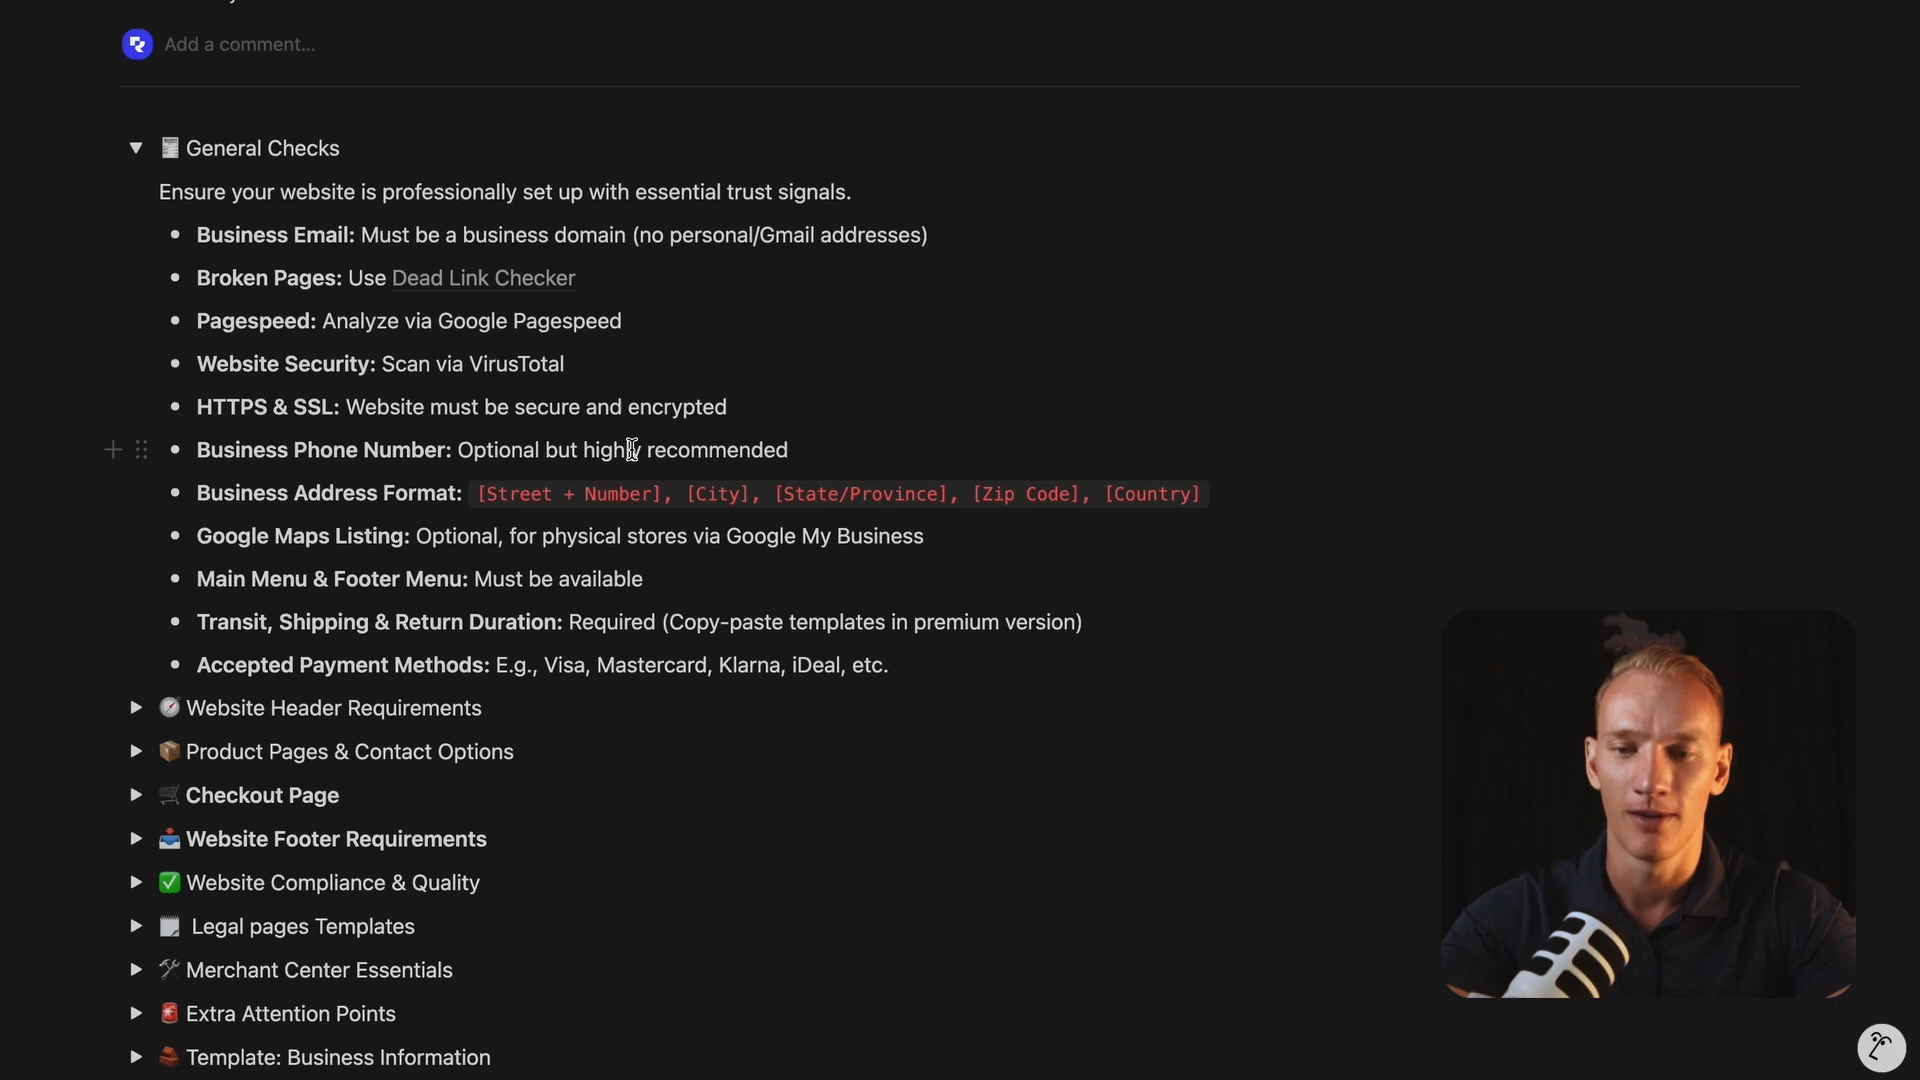 Add a comment...
General Checks
Ensure your website is professionally set up with essential trust signals.
Business Email: Must be a business domain (no personal/Gmail addresses)
Broken Pages: Use Dead Link Checker
Pagespeed: Analyze via Google Pagespeed
Website Security: Scan via VirusTotal
HTTPS & SSL: Website must be secure and encrypted
Business Phone Number: Optional but highly recommended
Business Address Format: [Street + Number], [City], [State/Province], [Zip Code], [Country]
Google Maps Listing: Optional, for physical stores via Google My Business
Main Menu & Footer Menu: Must be available
Transit, Shipping & Return Duration: Required (Copy-paste templates in premium version)
Accepted Payment Methods: E.g., Visa, Mastercard, Klarna, iDeal, etc.
Website Header Requirements
Product Pages & Contact Options
Checkout Page
Website Footer Requirements
Website Compliance & Quality
Legal pages Templates
Merchant Center Essentials
Extra Attention Points
Template: Business Information